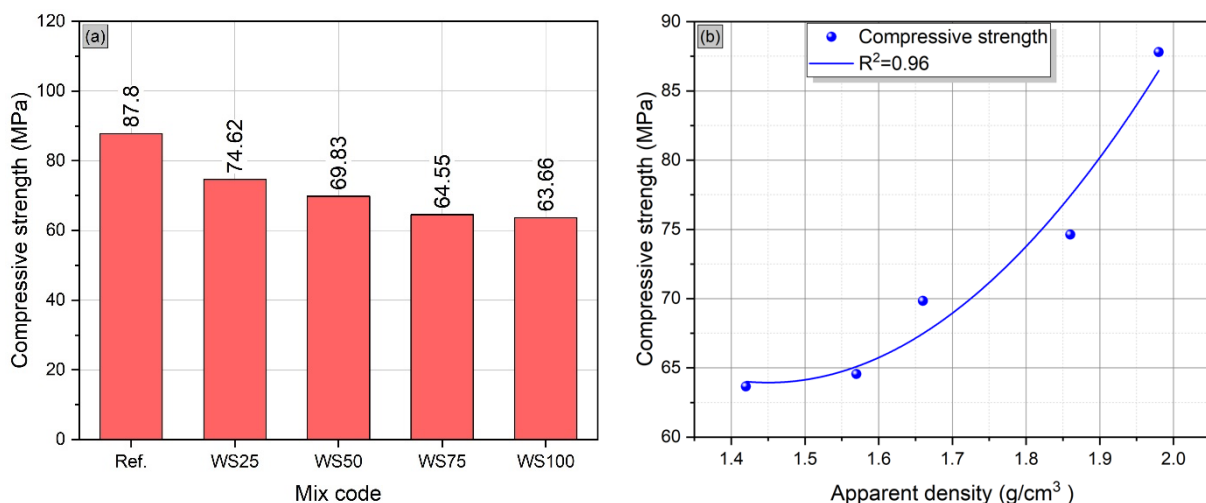 (a)
Compressive strength (MPa)
120
100
80
60
40
20
0
87.8
74.62
69.83
64.55
63.66
Ref.
WS25
WS50
WS75
WS100
Mix code
(b)
Compressive strength
R²=0.96
Compressive strength (MPa)
90
85
80
75
70
65
60
1.4
1.5
1.6
1.7
1.8
1.9
2.0
Apparent density (g/cm³)